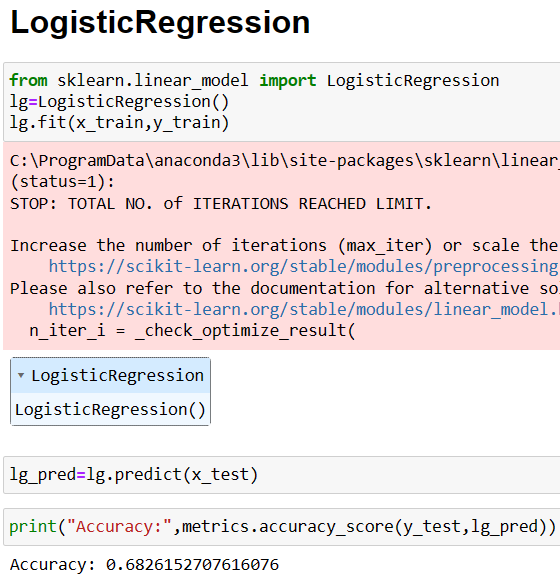 LogisticRegression
from sklearn.linear_model import LogisticRegression
lg=LogisticRegression()
lg.fit(x_train,y_train)
C:\ProgramData\anaconda3\lib\site-packages\sklearn\linear_
(status=1):
STOP: TOTAL NO. of ITERATIONS REACHED LIMIT.
Increase the number of iterations (max_iter) or scale the
https://scikit-learn.org/stable/modules/preprocessing
Please also refer to the documentation for alternative so
https://scikit-learn.org/stable/modules/linear_model.
n_iter_i = _check_optimize_result(
▾ LogisticRegression
LogisticRegression()
lg_pred=lg.predict(x_test)
print("Accuracy:",metrics.accuracy_score(y_test,lg_pred))
Accuracy: 0.6826152707616076